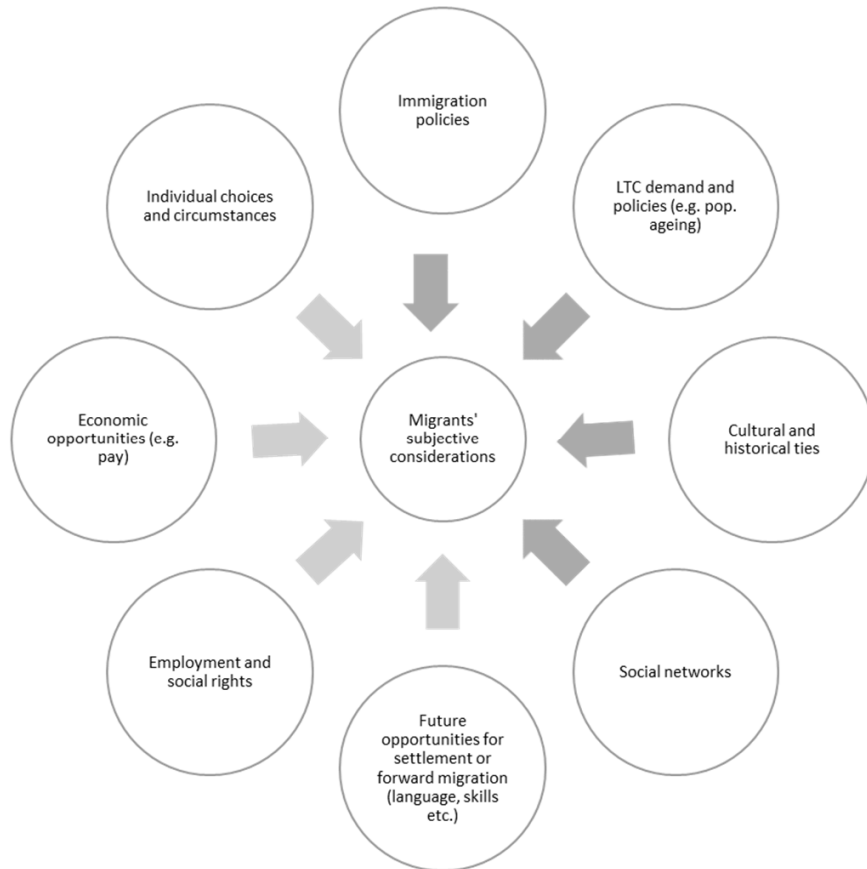 Immigration
policies
LTC demand and
policies (e.g. pop.
ageing)
Cultural and
historical ties
Social networks
Future
opportunities for
settlement or
forward migration
(language, skills
etc.)
Employment and
social rights
Economic
opportunities (e.g.
pay)
Individual choices
and circumstances
Migrants'
subjective
considerations